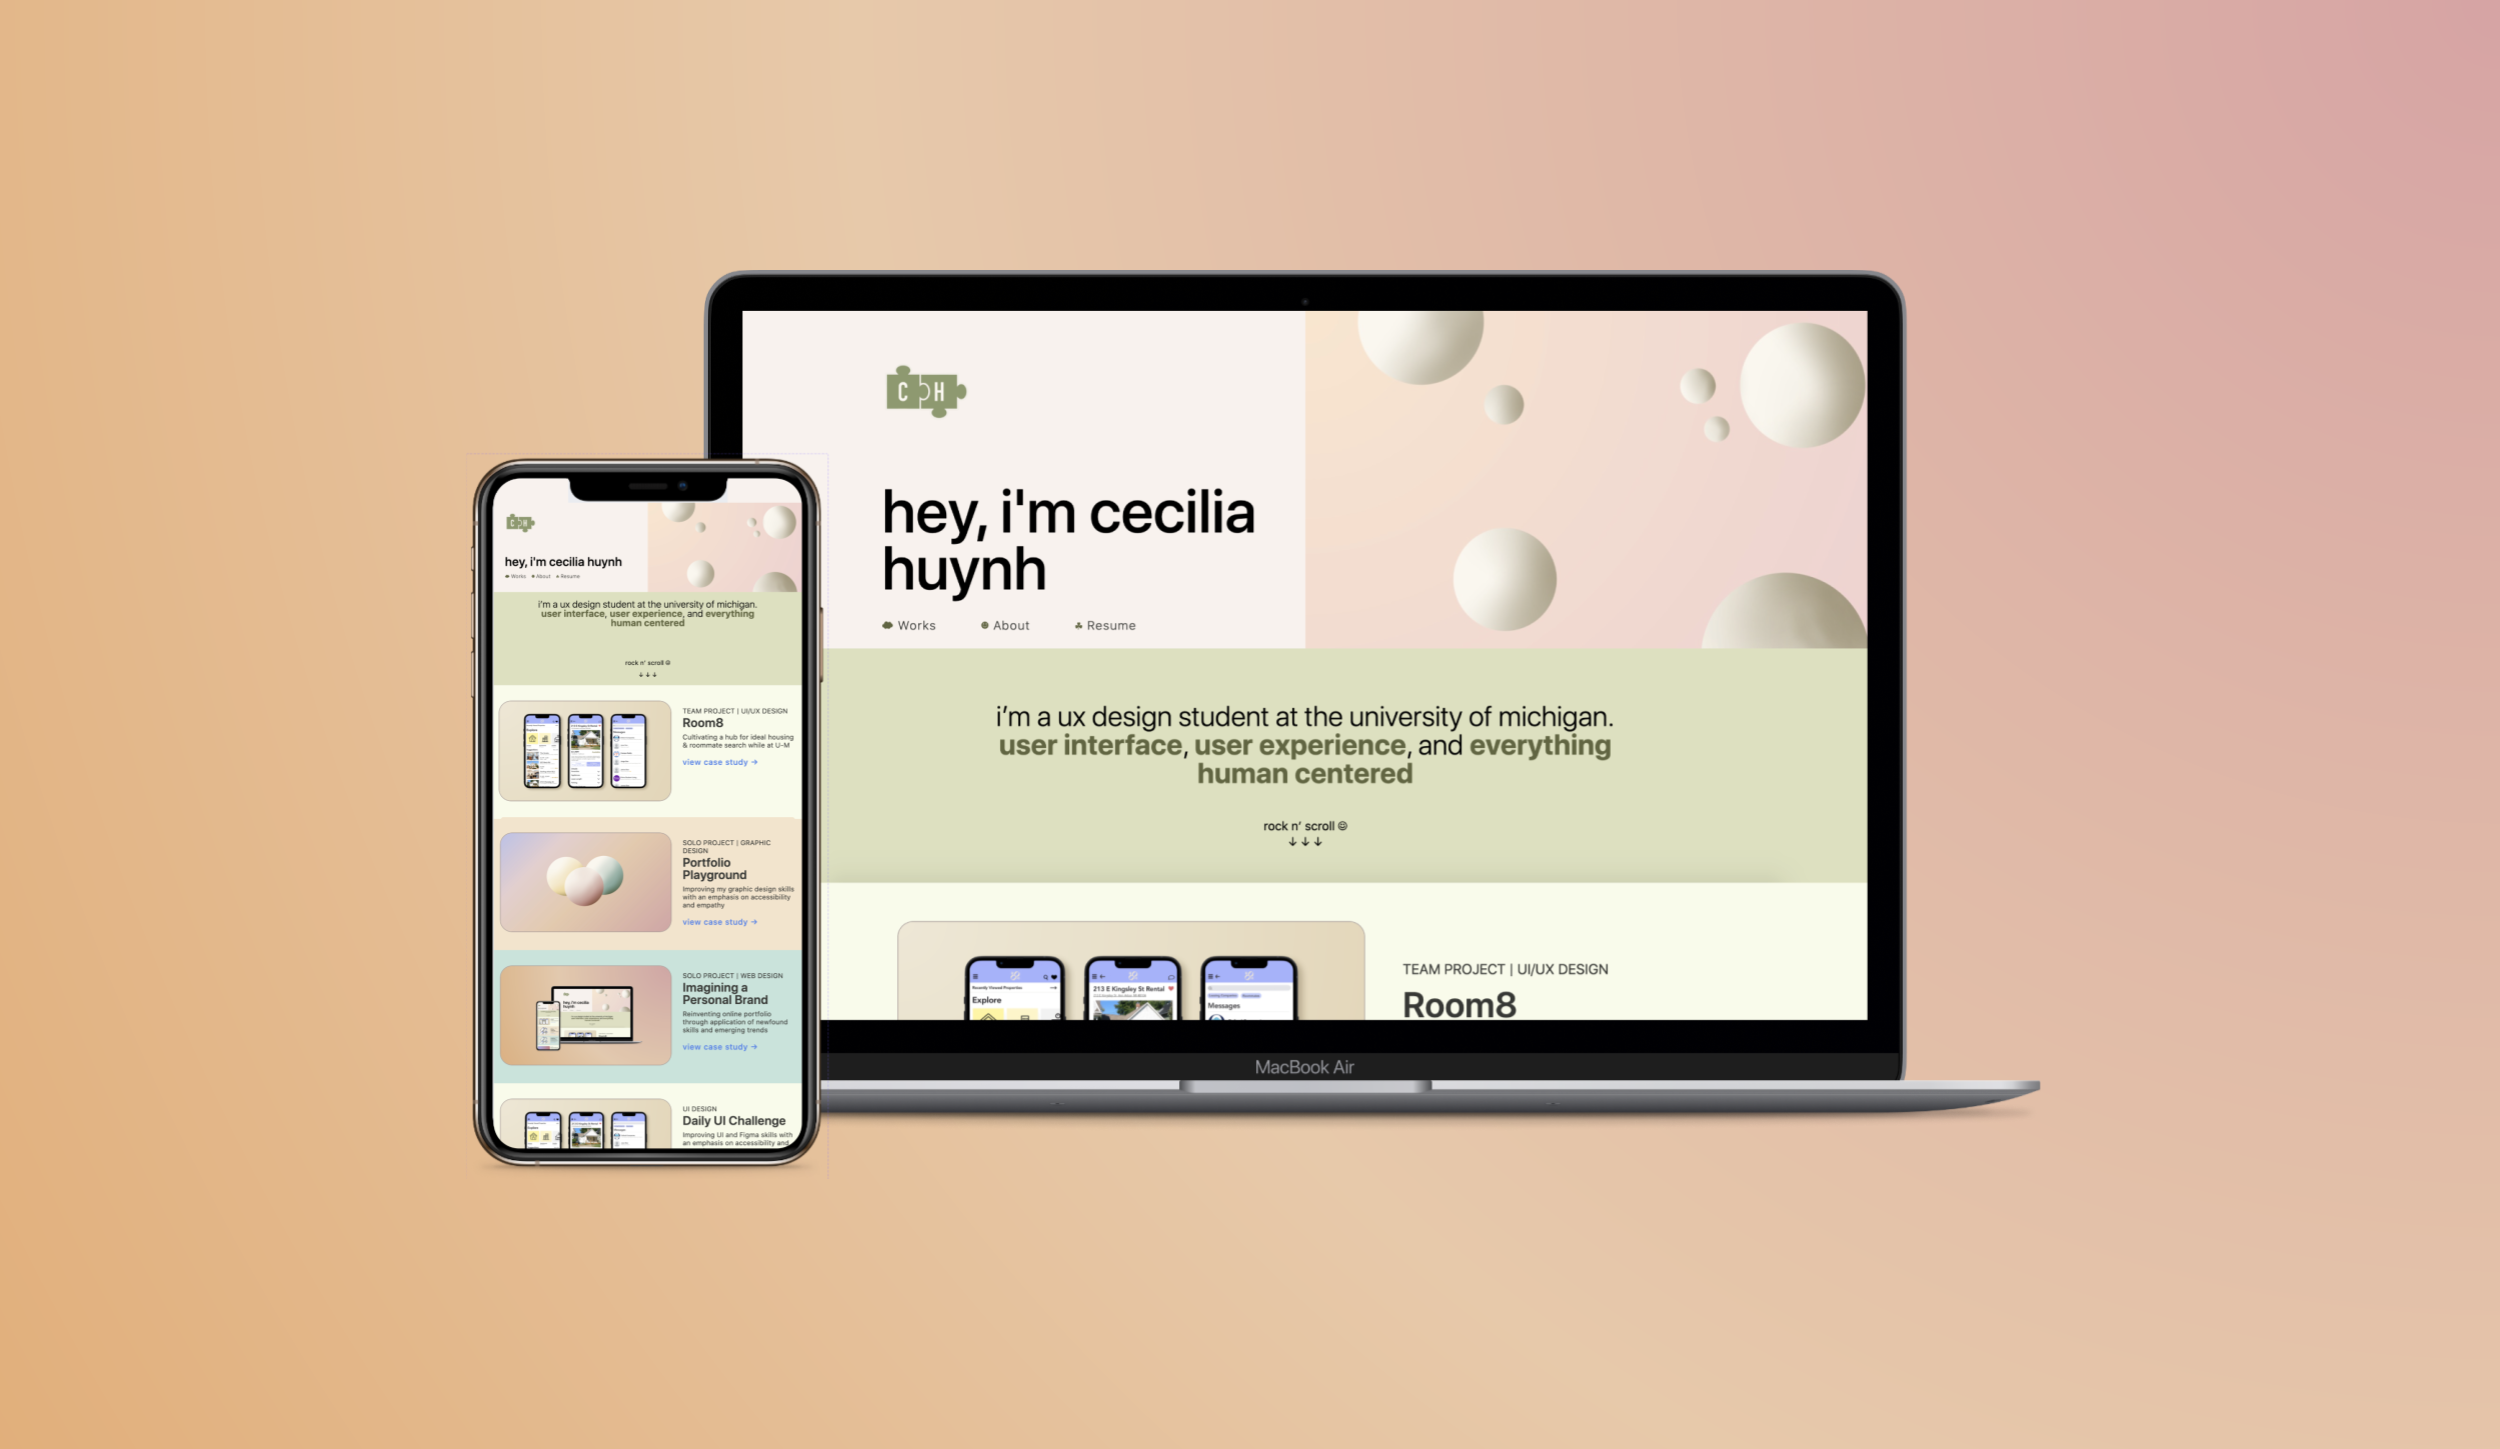 C H
hey, i'm cecilia huynh
Works About Resume
i'm a ux design student at the university of michigan.
user interface, user experience, and everything
human centered
rock n' scroll
↓↓↓
TEAM PROJECT | UI/UX DESIGN
Room8
Cultivating a hub for ideal housing
& roommate search while at U-M
view case study →
SOLO PROJECT | GRAPHIC
DESIGN
Portfolio
Playground
Improving my graphic design skills
with an emphasis on accessibility
and empathy
view case study →
SOLO PROJECT | WEB DESIGN
Imagining a
Personal Brand
Reinventing online portfolio
through application of newfound
skills and emerging trends
view case study →
UI DESIGN
Daily UI Challenge
Improving UI and Figma skills with
an emphasis on accessibility and
C H
hey, i'm cecilia
huynh
Works About Resume
i'm a ux design student at the university of michigan.
user interface, user experience, and everything
human centered
rock n' scroll
↓↓↓
Recently Viewed Properties
Explore
213 E Kingsley St Rental
Messages
TEAM PROJECT | UI/UX DESIGN
Room8
MacBook Air